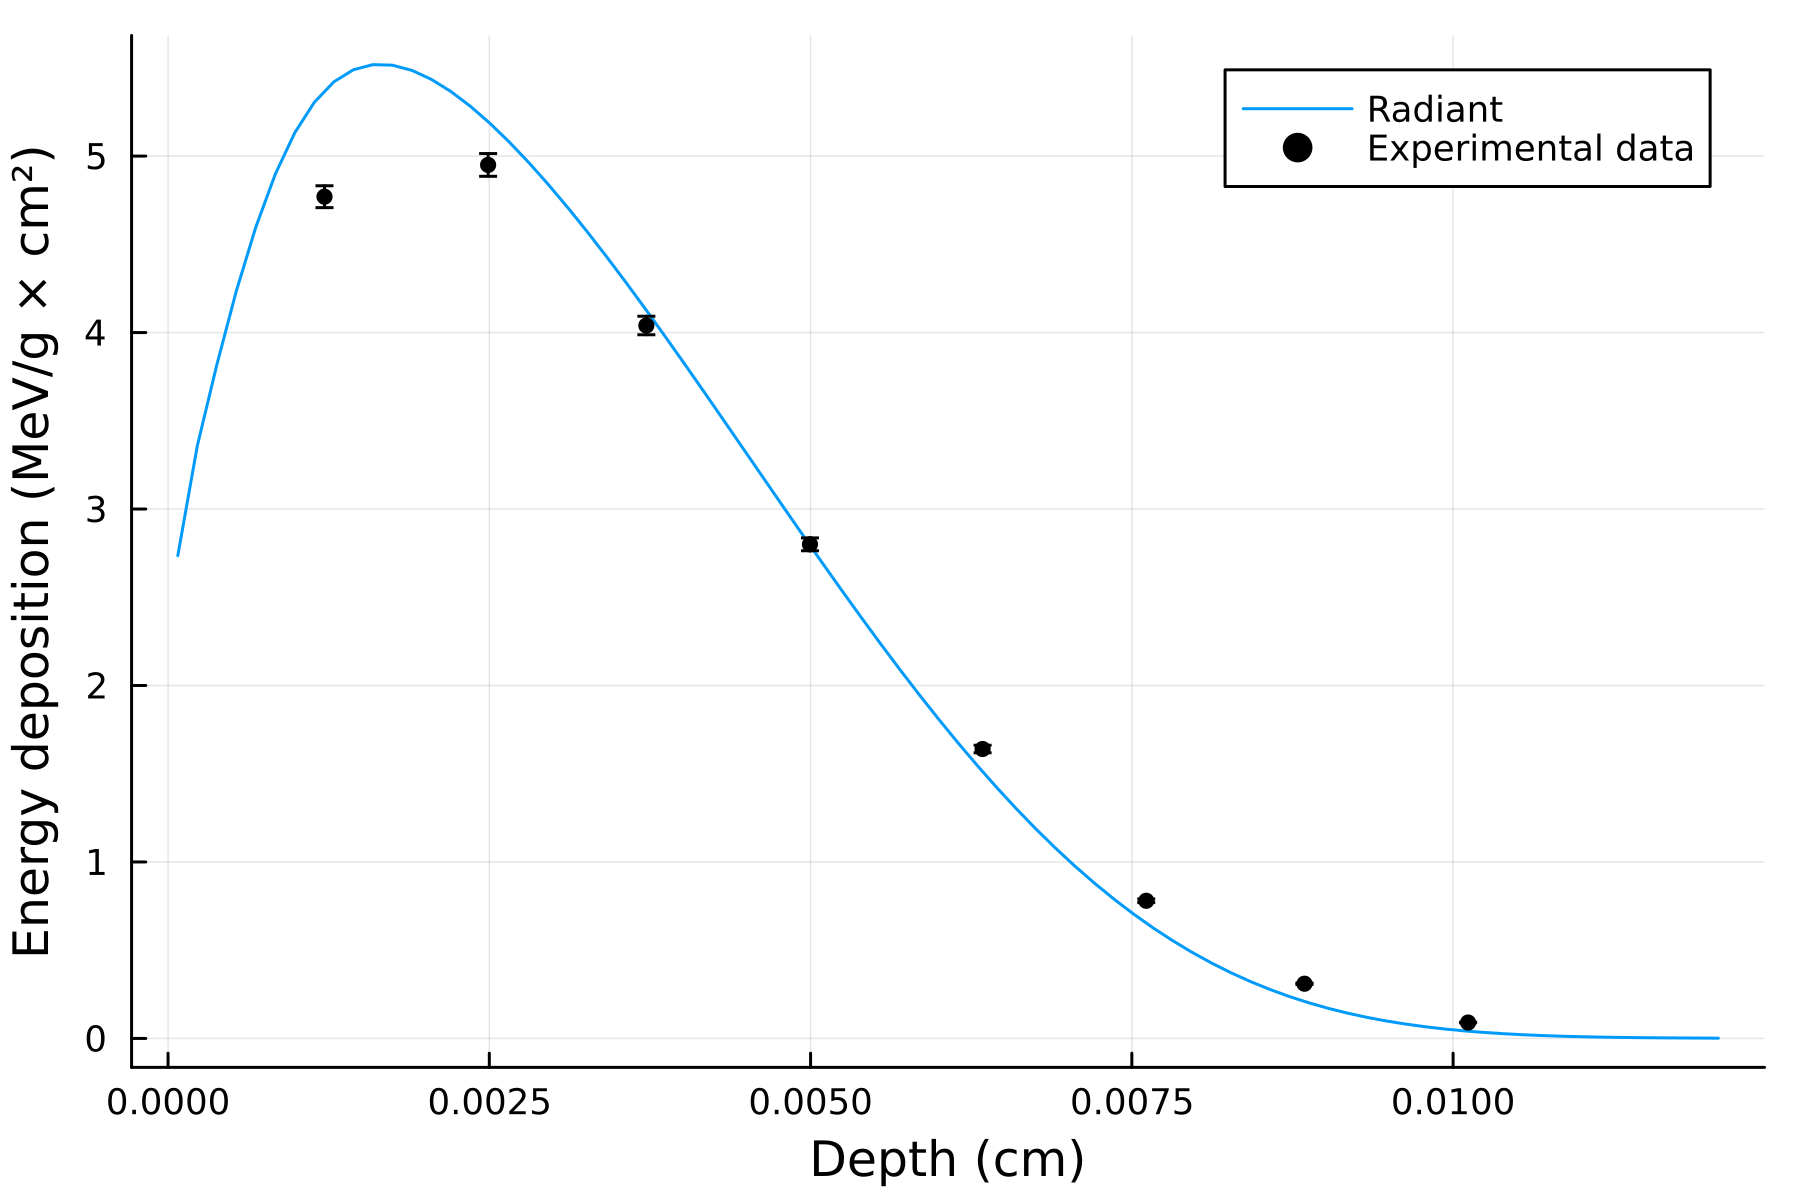 Radiant
Experimental data
Energy deposition (MeV/g × cm²)
5
4
3
2
1
0
0.0000 0.0025 0.0050 0.0075 0.0100
Depth (cm)